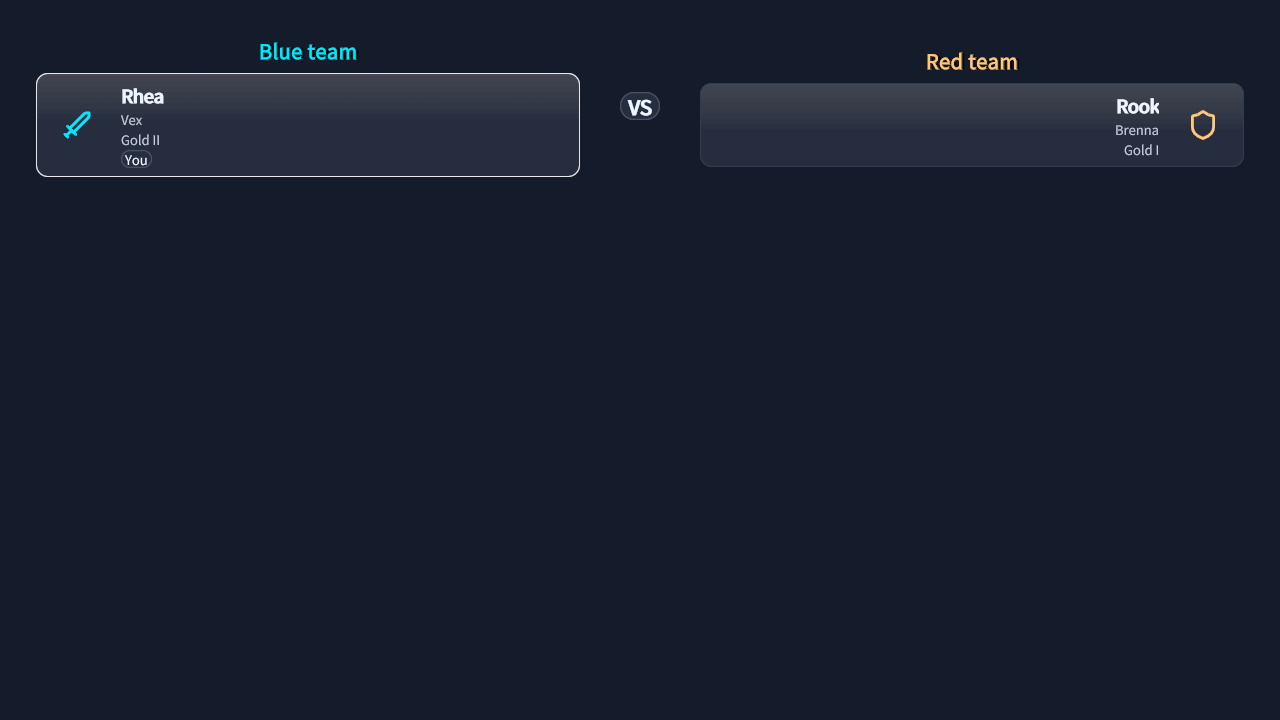 Blue team
Rhea
Vex
Gold II
You
VS
Red team
Rook
Brenna
Gold I